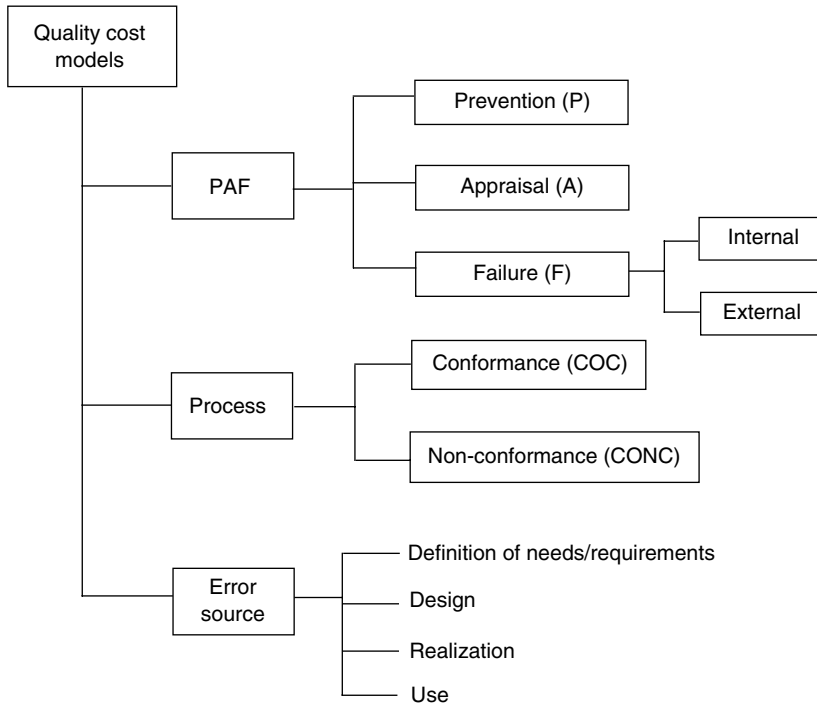 Quality cost
models
PAF
Prevention (P)
Appraisal (A)
Failure (F)
Internal
External
Process
Conformance (COC)
Non-conformance (CONC)
Error
source
Definition of needs/requirements
Design
Realization
Use